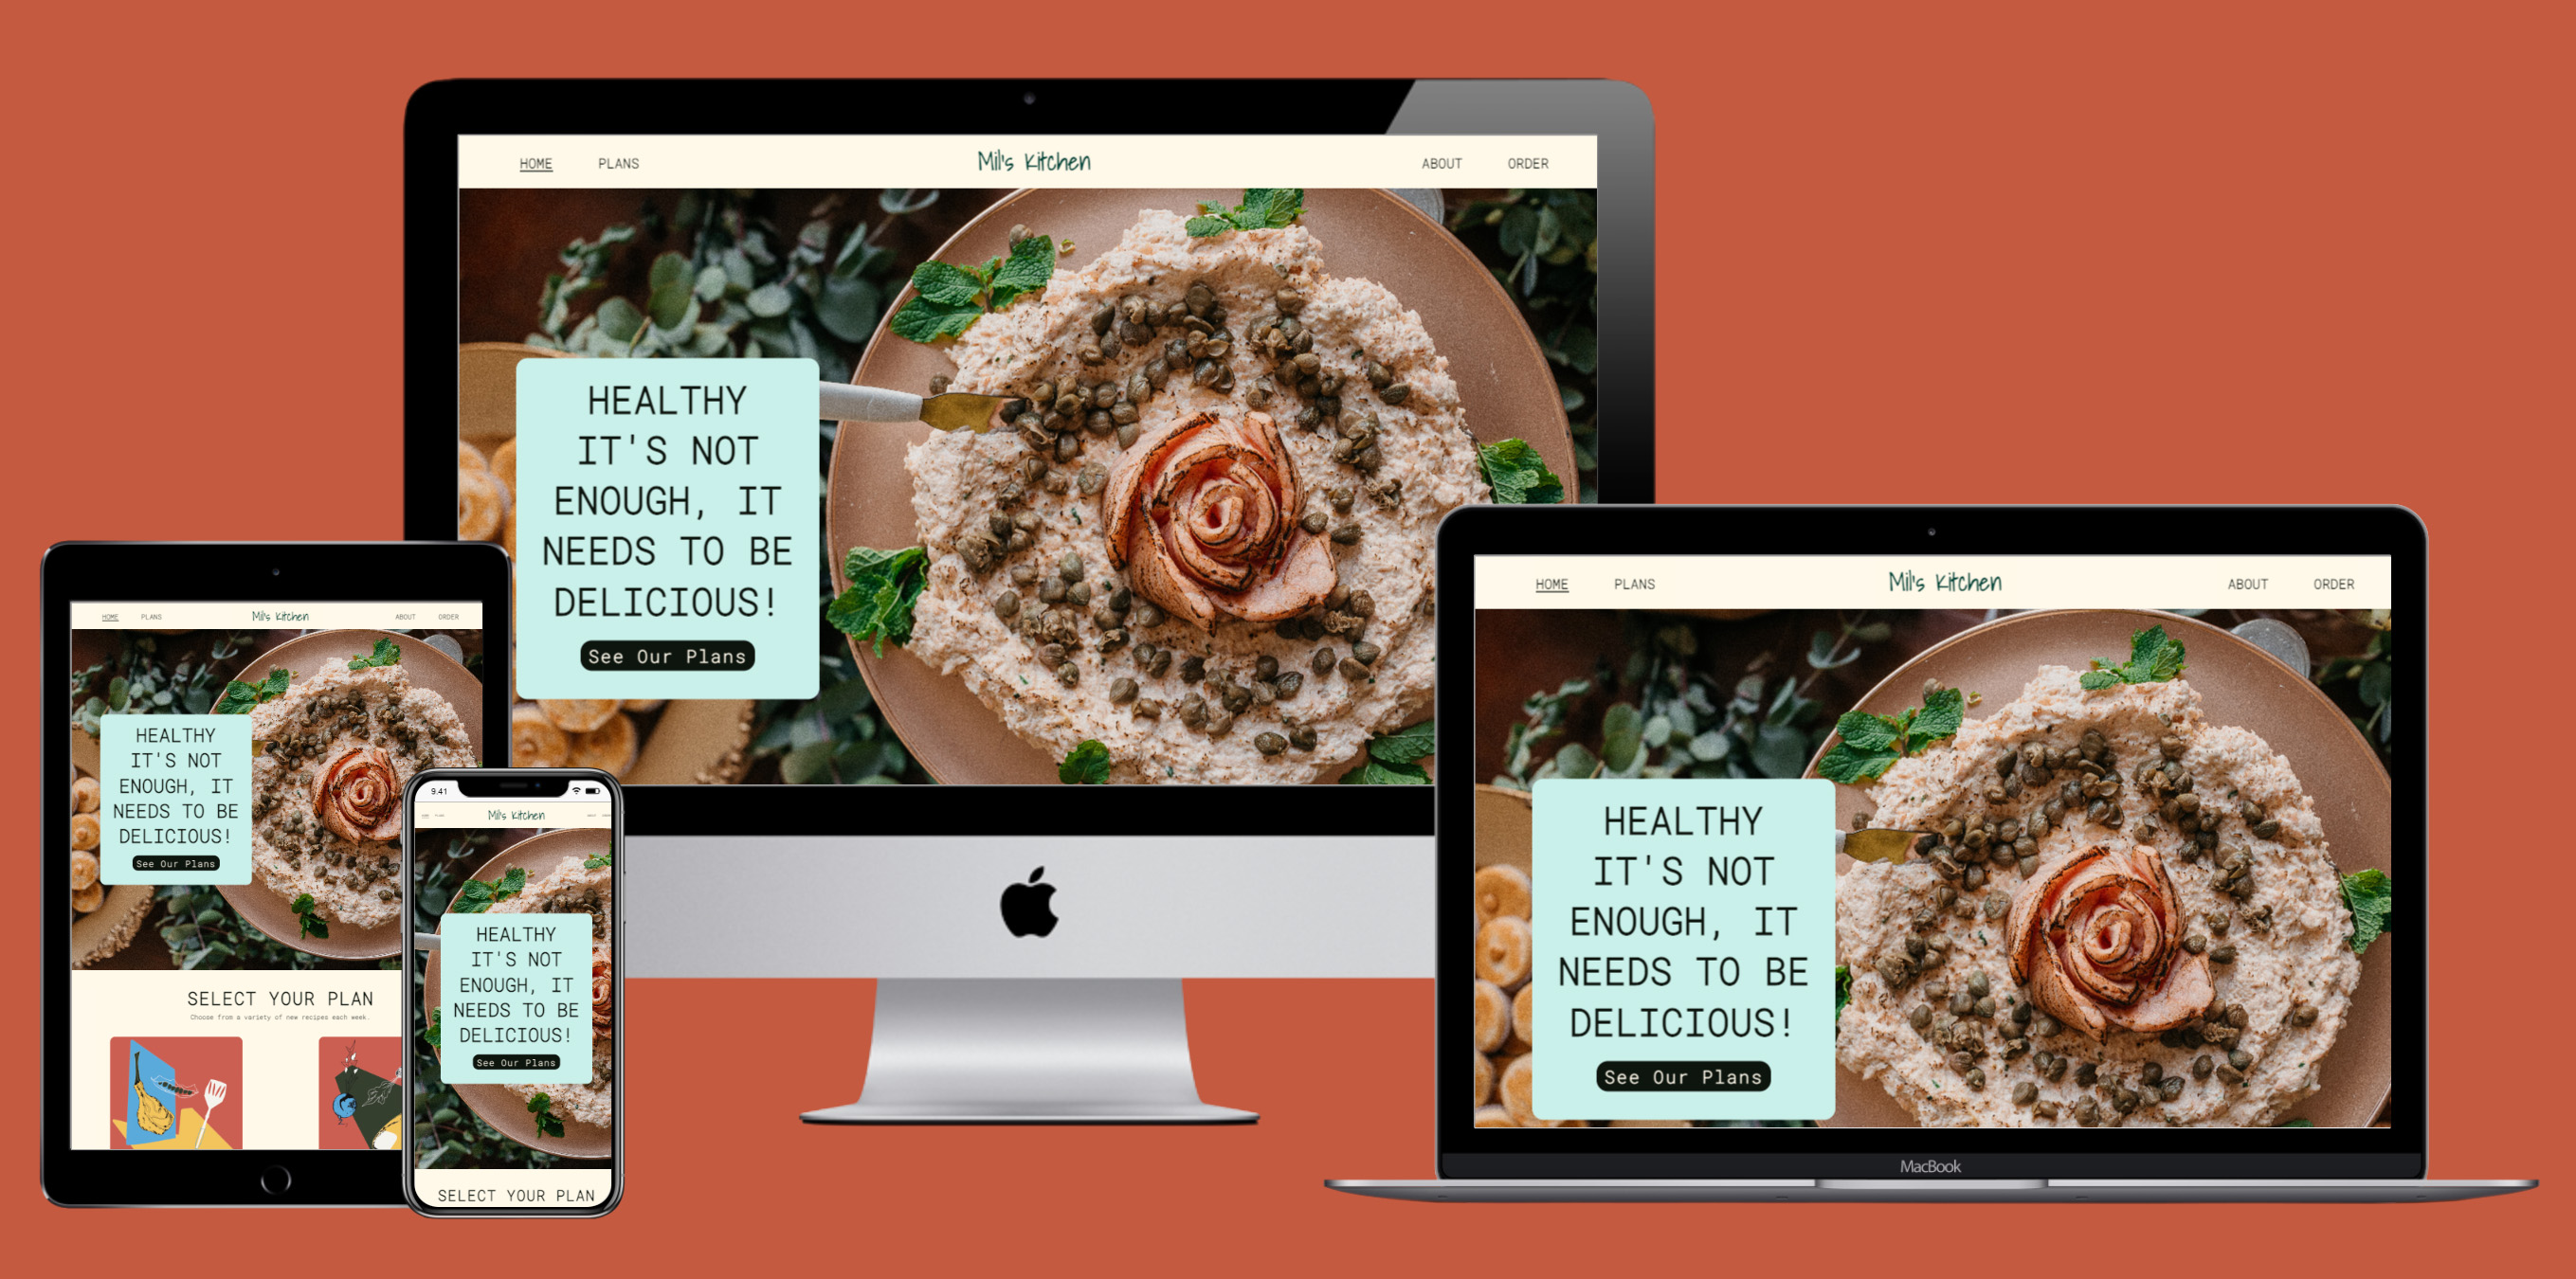 HOME PLANS Mil's Kitchen ABOUT ORDER
HEALTHY
IT'S NOT
ENOUGH, IT
NEEDS TO BE
DELICIOUS!
See Our Plans
HOME PLANS Mil's Kitchen ABOUT ORDER
HEALTHY
IT'S NOT
ENOUGH, IT
NEEDS TO BE
DELICIOUS!
See Our Plans
SELECT YOUR PLAN
Choose from a variety of new recipes each week.
9.41
Mil's Kitchen
HEALTHY
IT'S NOT
ENOUGH, IT
NEEDS TO BE
DELICIOUS!
See Our Plans
SELECT YOUR PLAN
HOME PLANS Mil's Kitchen ABOUT ORDER
HEALTHY
IT'S NOT
ENOUGH, IT
NEEDS TO BE
DELICIOUS!
See Our Plans
MacBook